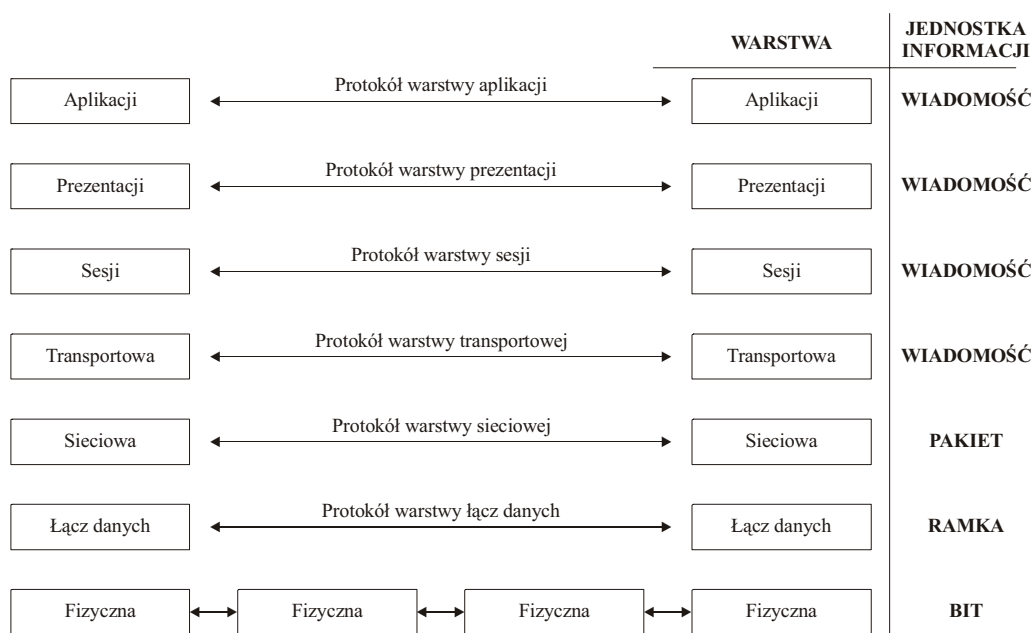 WARSTWA
JEDNOSTKA
INFORMACJI
Protokół warstwy aplikacji
Aplikacji
Aplikacji
WIADOMOŚĆ
Protokół warstwy prezentacji
Prezentacji
Prezentacji
WIADOMOŚĆ
Protokół warstwy sesji
Sesji
Sesji
WIADOMOŚĆ
Protokół warstwy transportowej
Transportowa
Transportowa
WIADOMOŚĆ
Protokół warstwy sieciowej
Sieciowa
Sieciowa
PAKIET
Protokół warstwy łącz danych
Łącz danych
Łącz danych
RAMKA
Fizyczna
Fizyczna
Fizyczna
Fizyczna
BIT